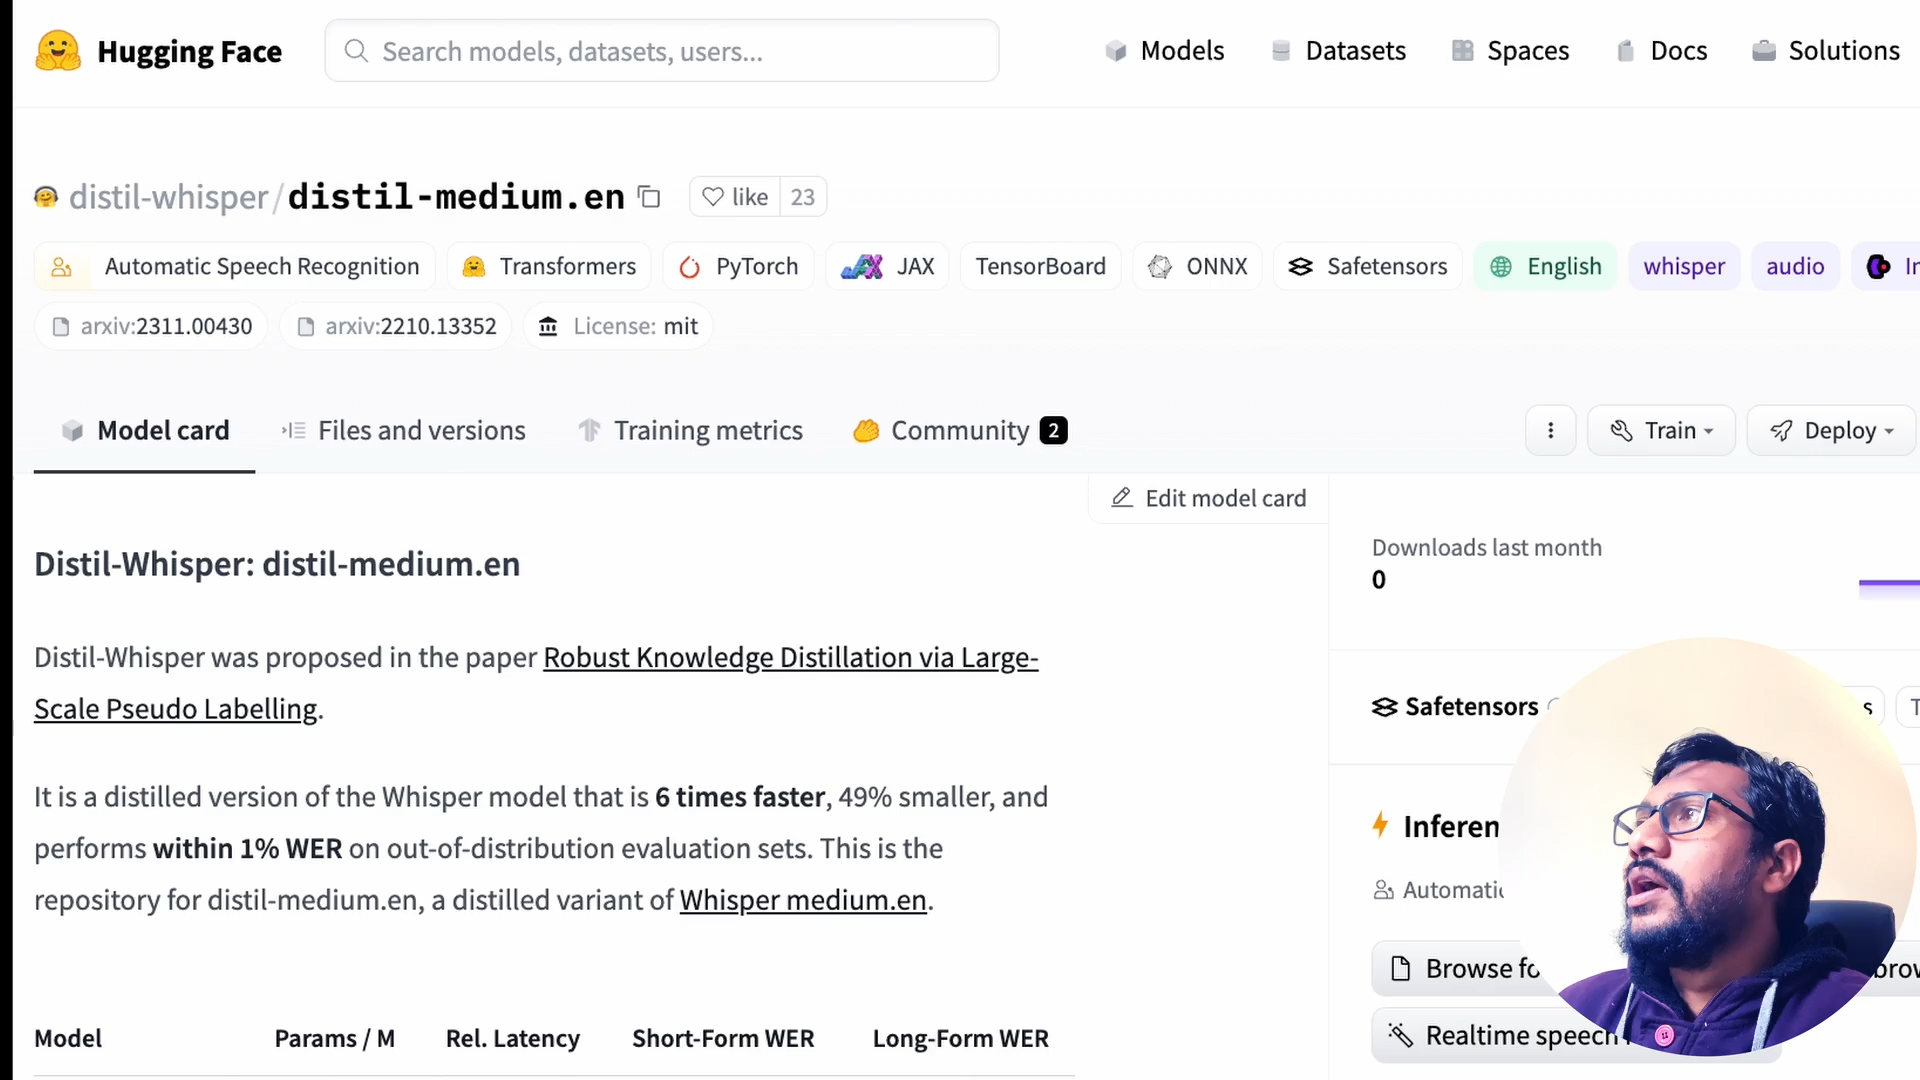 Hugging Face
Search models, datasets, users...
Models
Datasets
Spaces
Docs
Solutions
distil-whisper/distil-medium.en
like 23
Automatic Speech Recognition
Transformers
PyTorch
JAX
TensorBoard
ONNX
Safetensors
English
whisper
audio
arxiv:2311.00430
arxiv:2210.13352
License: mit
Model card
Files and versions
Training metrics
Community 2
Train
Deploy
Edit model card
Distil-Whisper: distil-medium.en
Distil-Whisper was proposed in the paper Robust Knowledge Distillation via Large-
Scale Pseudo Labelling.
It is a distilled version of the Whisper model that is 6 times faster, 49% smaller, and
performs within 1% WER on out-of-distribution evaluation sets. This is the
repository for distil-medium.en, a distilled variant of Whisper medium.en.
Model Params / M Rel. Latency Short-Form WER Long-Form WER
Downloads last month
0
Safetensors
Inferen
Automatic
Browse fo
Realtime speech